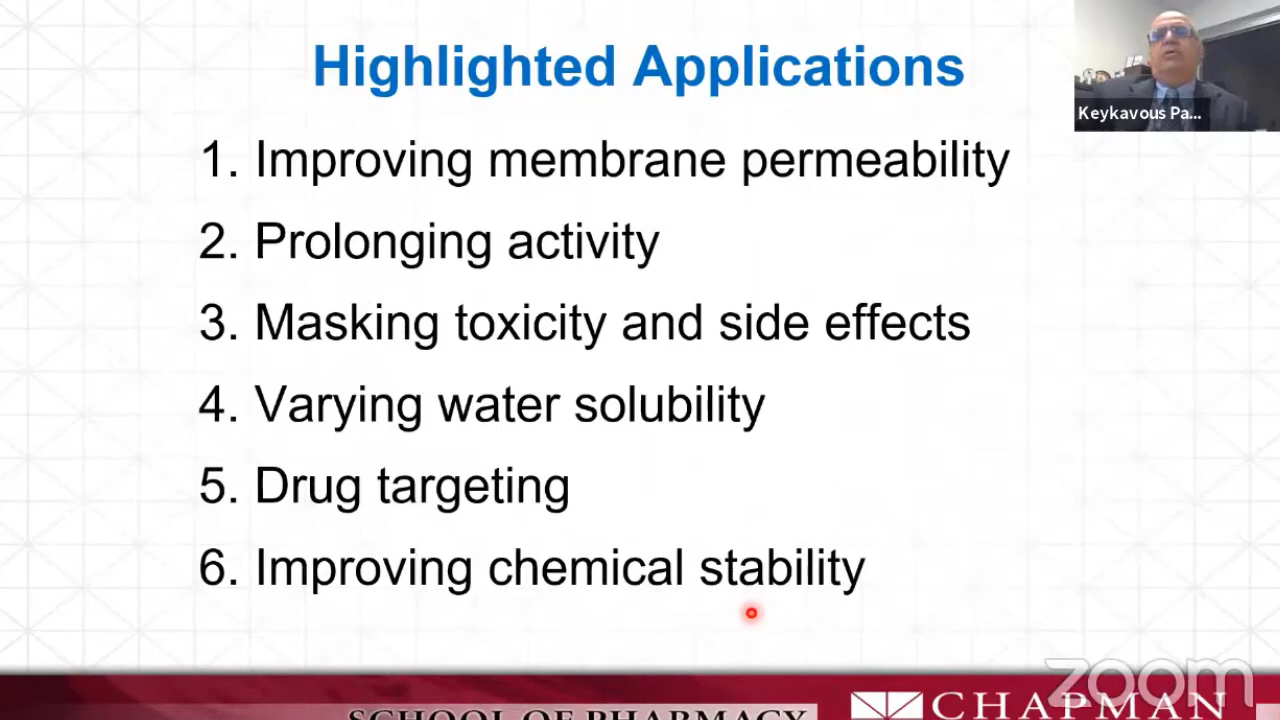 Highlighted Applications
1. Improving membrane permeability
2. Prolonging activity
3. Masking toxicity and side effects
4. Varying water solubility
5. Drug targeting
6. Improving chemical stability
Keykavous Pa...
zoom
CHAPMAN
SCHOOL OF PHARMACY